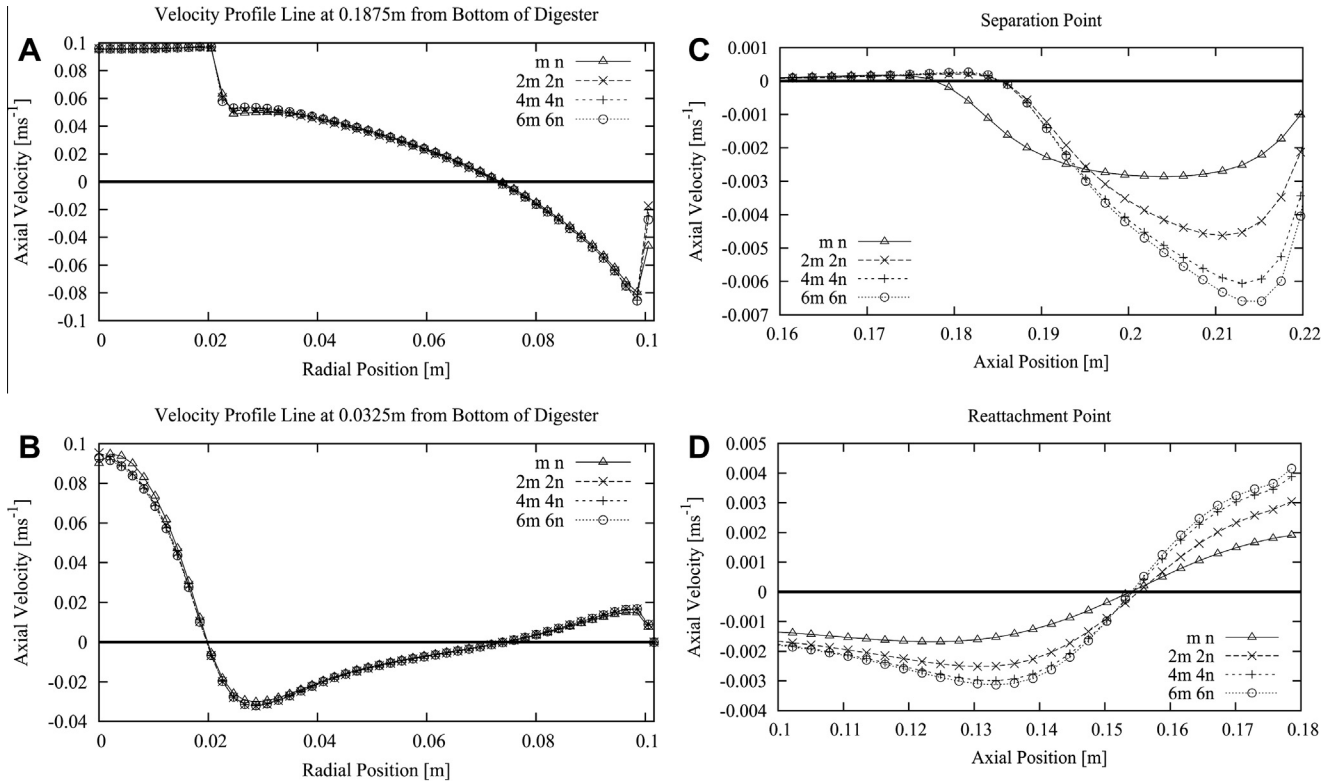 Velocity Profile Line at 0.1875m from Bottom of Digester
A
0.1
0.08
0.06
0.04
0.02
0
-0.02
-0.04
-0.06
-0.08
-0.1
Axial Velocity [ms-1]
m n
2m 2n
4m 4n
6m 6n
0 0.02 0.04 0.06 0.08 0.1
Radial Position [m]
Separation Point
C
0.001
0
-0.001
-0.002
-0.003
-0.004
-0.005
-0.006
-0.007
Axial Velocity [ms-1]
m n
2m 2n
4m 4n
6m 6n
0.16 0.17 0.18 0.19 0.2 0.21 0.22
Axial Position [m]
Velocity Profile Line at 0.0325m from Bottom of Digester
B
0.1
0.08
0.06
0.04
0.02
0
-0.02
-0.04
Axial Velocity [ms-1]
m n
2m 2n
4m 4n
6m 6n
0 0.02 0.04 0.06 0.08 0.1
Radial Position [m]
Reattachment Point
D
0.005
0.004
0.003
0.002
0.001
0
-0.001
-0.002
-0.003
-0.004
Axial Velocity [ms-1]
m n
2m 2n
4m 4n
6m 6n
0.1 0.11 0.12 0.13 0.14 0.15 0.16 0.17 0.18
Axial Position [m]